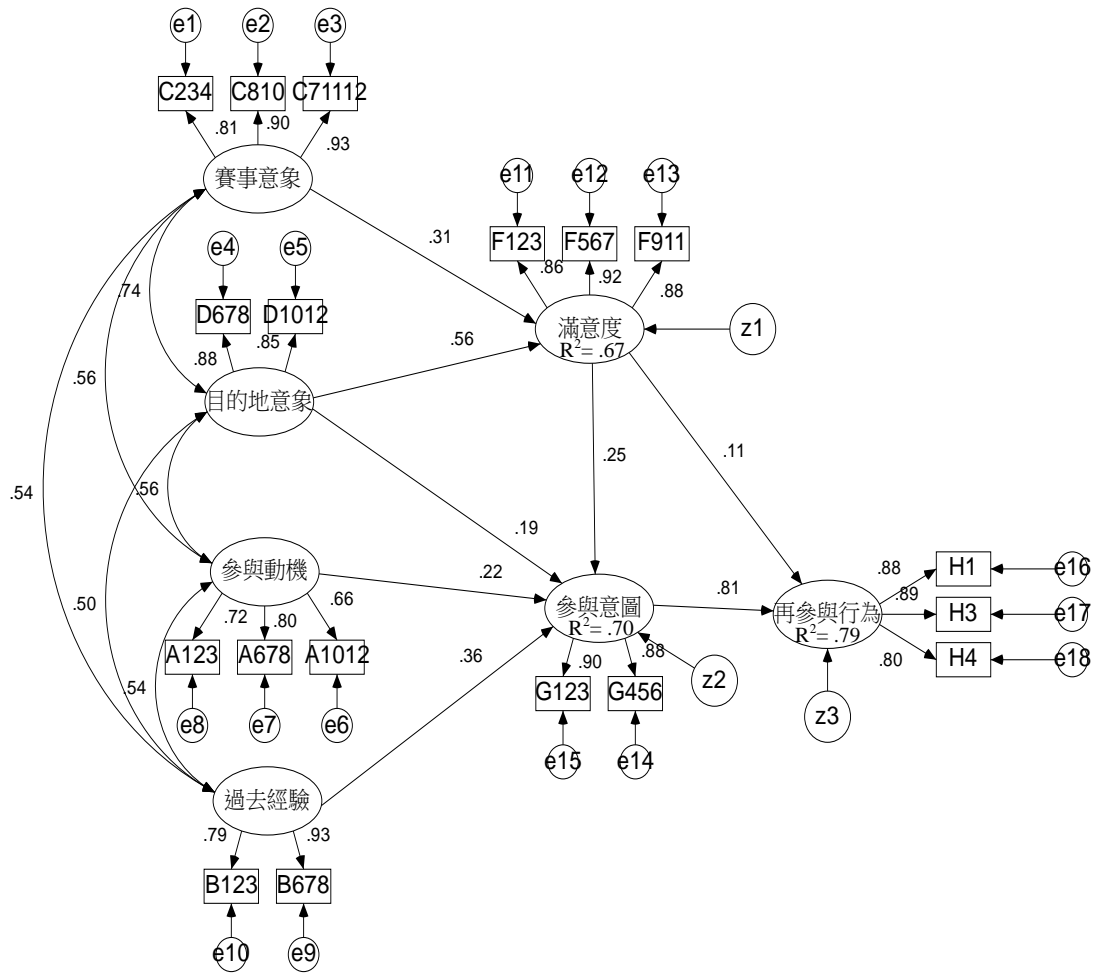 e1 e2 e3
C234 C810 C71112
.81 .90 .93
賽事意象
e11 e12 e13
F123 F567 F911
.86 .92 .88
.31
e4 e5
D678 D1012
.88 .85
.74
滿意度
R²= .67
z1
.56
目的地意象
.56
.54
.56
.25
.11
.19
參與動機
.22
.72 .80 .66
A123 A678 A1012
e8 e7 e6
.50
.54
.36
參與意圖
R²= .70
.90 .88
G123 G456
e15 e14
z2
.81
再參與行為
R²= .79
z3
.88
.89
.80
H1 e16
H3 e17
H4 e18
過去經驗
.79 .93
B123 B678
e10 e9